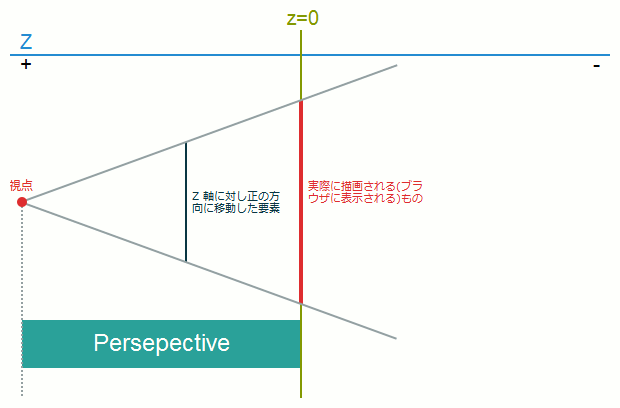 z=0
Z
+
-
視点
Z 軸に対し正の方
向に移動した要素
実際に描画される(ブラ
ウザに表示される)もの
Persepective